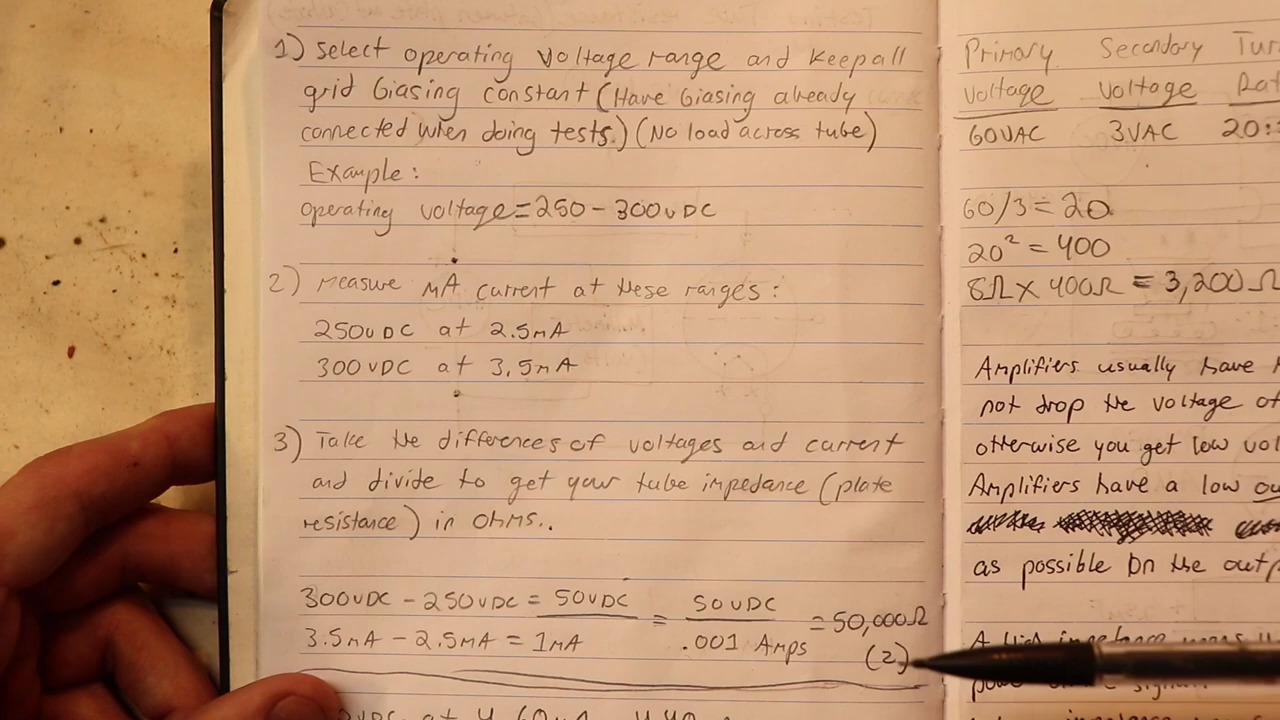 1) Select operating voltage range and keep all
grid biasing constant (Have biasing already
connected when doing tests.) (No load across tube)
Example:
Operating voltage = 250 - 300vDC
2) Measure mA current at these ranges:
250vDC at 2.5mA
300vDC at 3.5mA
3) Take the differences of voltages and current
and divide to get your tube impedance (plate
resistance) in Ohms..
300vDC - 250vDC = 50vDC = 50vDC = 50,000Ω
3.5mA - 2.5mA = 1mA .001 Amps (2)
Primary Secondary
Voltage Voltage
60VAC 3VAC 20:
60/3 = 20
20² = 400
8Ω X 400Ω = 3,200Ω
Amplifiers usually have
not drop the voltage
otherwise you get low
Amplifiers have a low
as possible on the